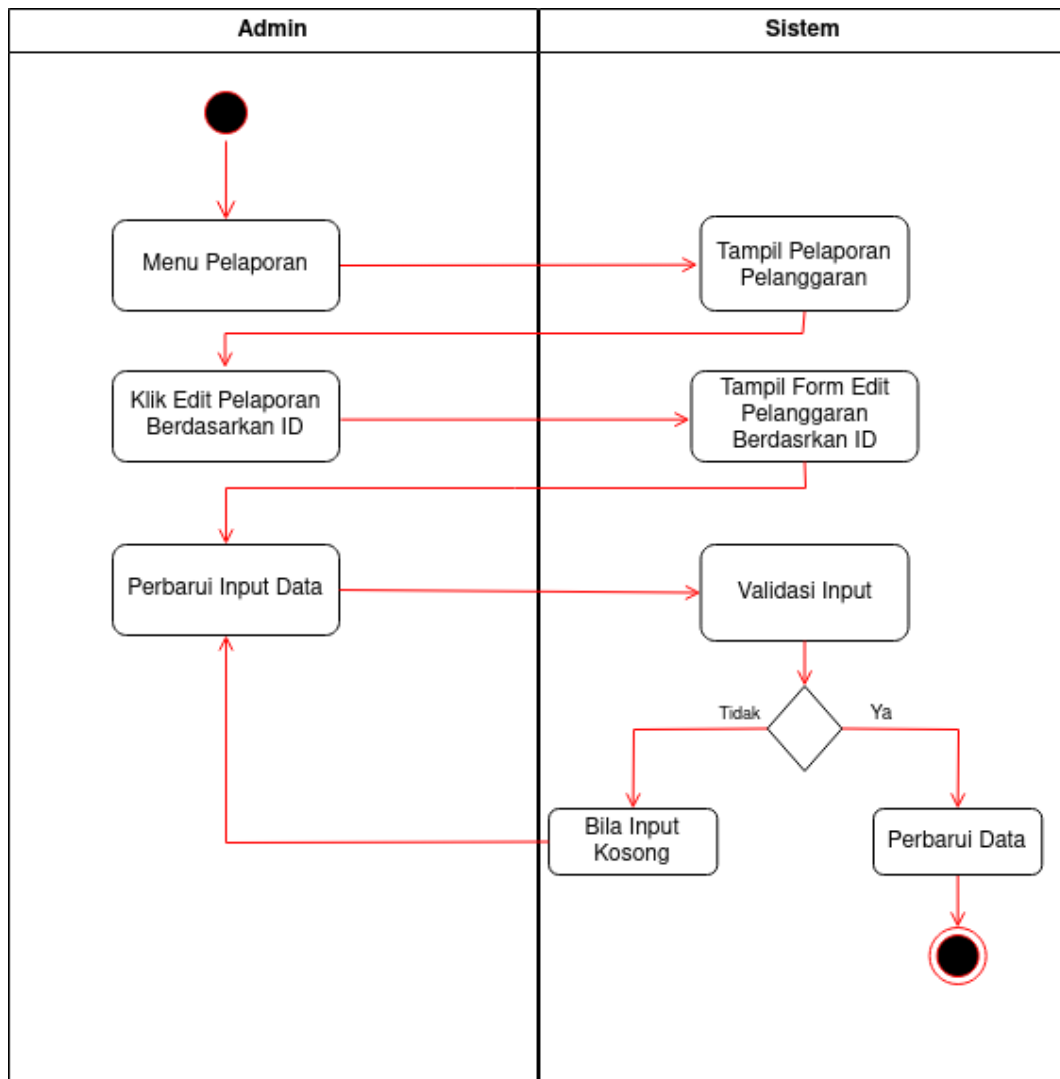 Admin
Sistem
Menu Pelaporan
Tampil Pelaporan
Pelanggaran
Klik Edit Pelaporan
Berdasarkan ID
Tampil Form Edit
Pelanggaran
Berdasrkan ID
Perbarui Input Data
Validasi Input
Tidak
Ya
Bila Input
Kosong
Perbarui Data